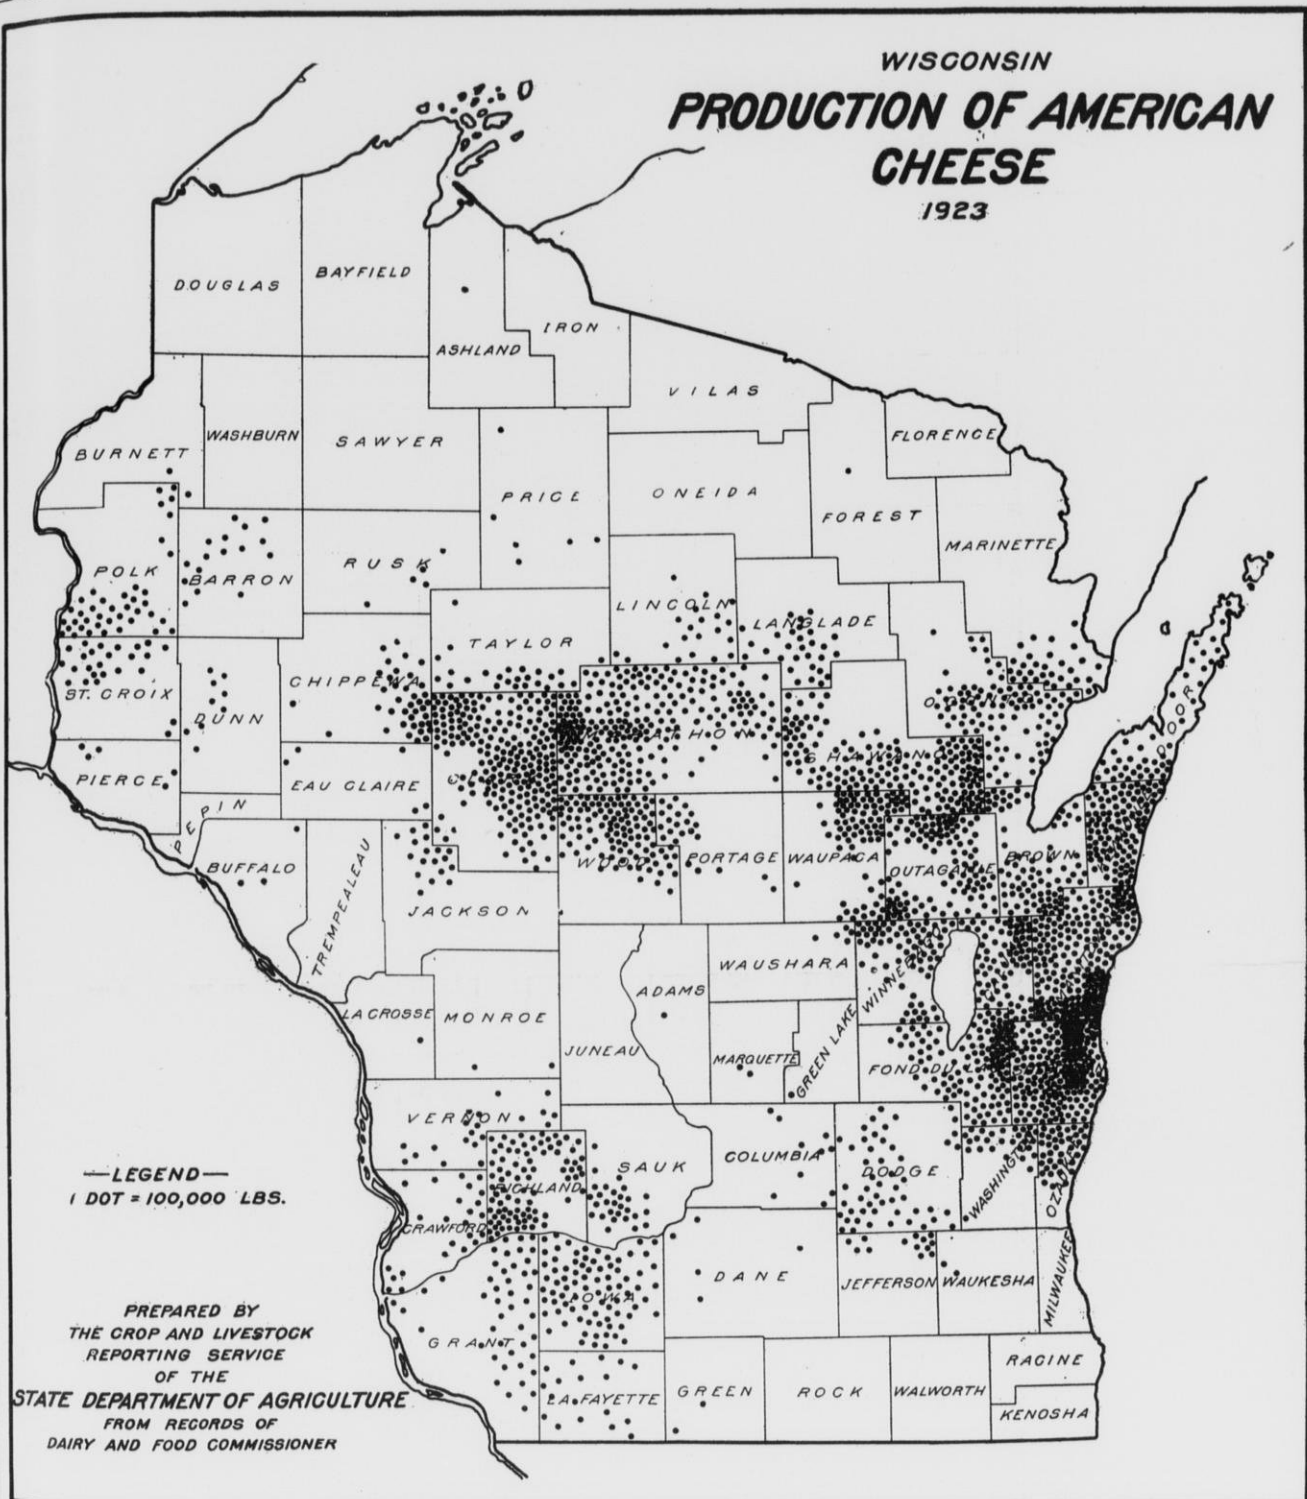 WISCONSIN
PRODUCTION OF AMERICAN
CHEESE
1923
DOUGLAS
BAYFIELD
ASHLAND
IRON
VILAS
BURNETT
WASHBURN
SAWYER
PRICE
ONEIDA
FLORENCE
FOREST
MARINETTE
POLK
BARRON
RUSK
LINCOLN
LANGLADE
TAYLOR
ST. CROIX
DUNN
CHIPPEWA
MARATHON
SHAWANO
DOOR
PIERCE
EAU CLAIRE
PEPIN
BUFFALO
TREMPEALEAU
JACKSON
WOOD
PORTAGE
WAUPACA
OUTAGAMIE
BROWN
WAUSHARA
WINNEBAGO
ADAMS
LA CROSSE
MONROE
JUNEAU
MARQUETTE
GREEN LAKE
FOND DU L
VERNON
SAUK
COLUMBIA
DODGE
WASHINGTON
OZAUKEE
RICHLAND
CRAWFORD
IOWA
DANE
JEFFERSON
WAUKESHA
MILWAUKEE
GRANT
LA FAYETTE
GREEN
ROCK
WALWORTH
RACINE
KENOSHA
—LEGEND—
1 DOT = 100,000 LBS.
PREPARED BY
THE CROP AND LIVESTOCK
REPORTING SERVICE
OF THE
STATE DEPARTMENT OF AGRICULTURE
FROM RECORDS OF
DAIRY AND FOOD COMMISSIONER